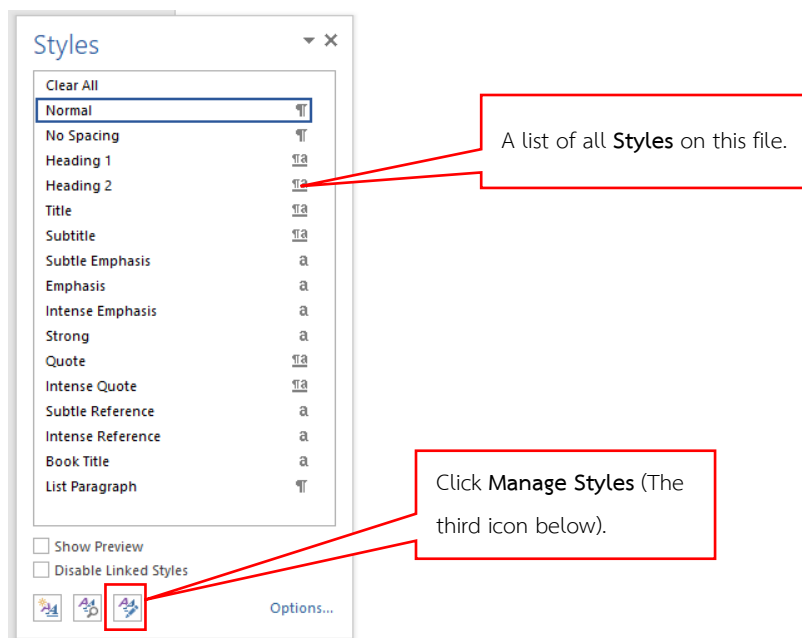 Styles
Clear All
Normal ¶
No Spacing ¶
Heading 1 ¶a
Heading 2 ¶a
Title ¶a
Subtitle ¶a
Subtle Emphasis a
Emphasis a
Intense Emphasis a
Strong a
Quote ¶a
Intense Quote ¶a
Subtle Reference a
Intense Reference a
Book Title a
List Paragraph ¶
Show Preview
Disable Linked Styles
Options...
A list of all Styles on this file.
Click Manage Styles (The
third icon below).